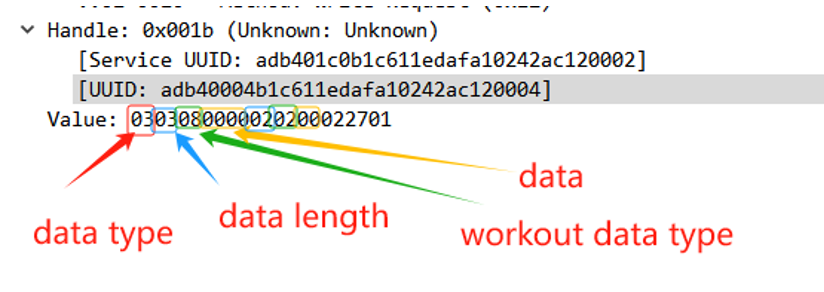 Handle: 0x001b (Unknown: Unknown)
[Service UUID: adb401c0b1c611edafa10242ac120002]
[UUID: adb40004b1c611edafa10242ac120004]
Value: 0303080000020200022701
data
data length
data type
workout data type